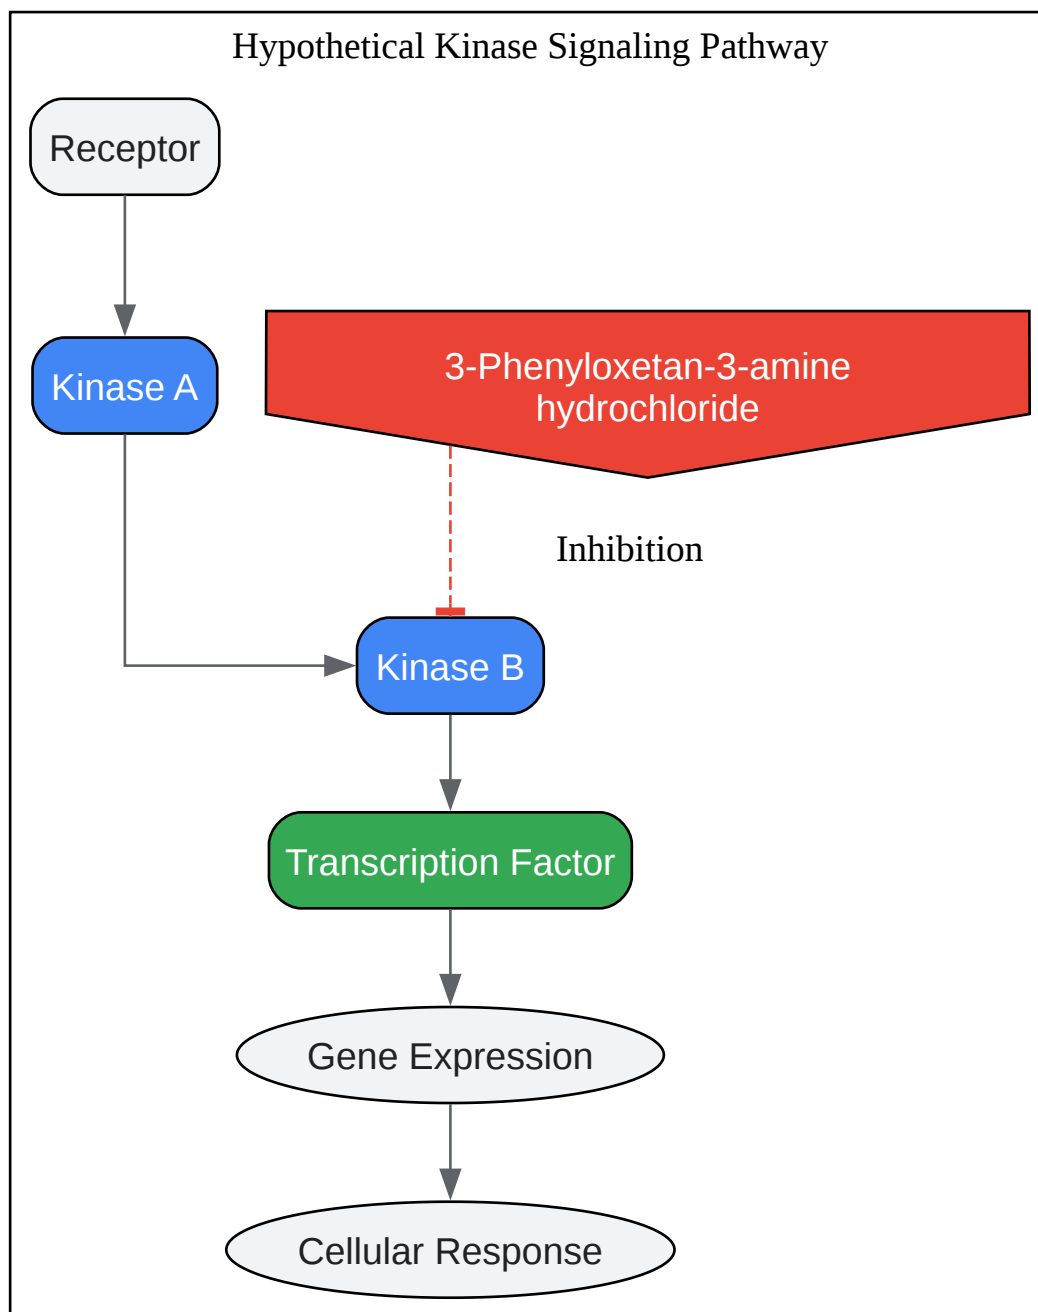 Hypothetical Kinase Signaling Pathway
Receptor
Kinase A
3-Phenyloxetan-3-amine
hydrochloride
Inhibition
Kinase B
Transcription Factor
Gene Expression
Cellular Response